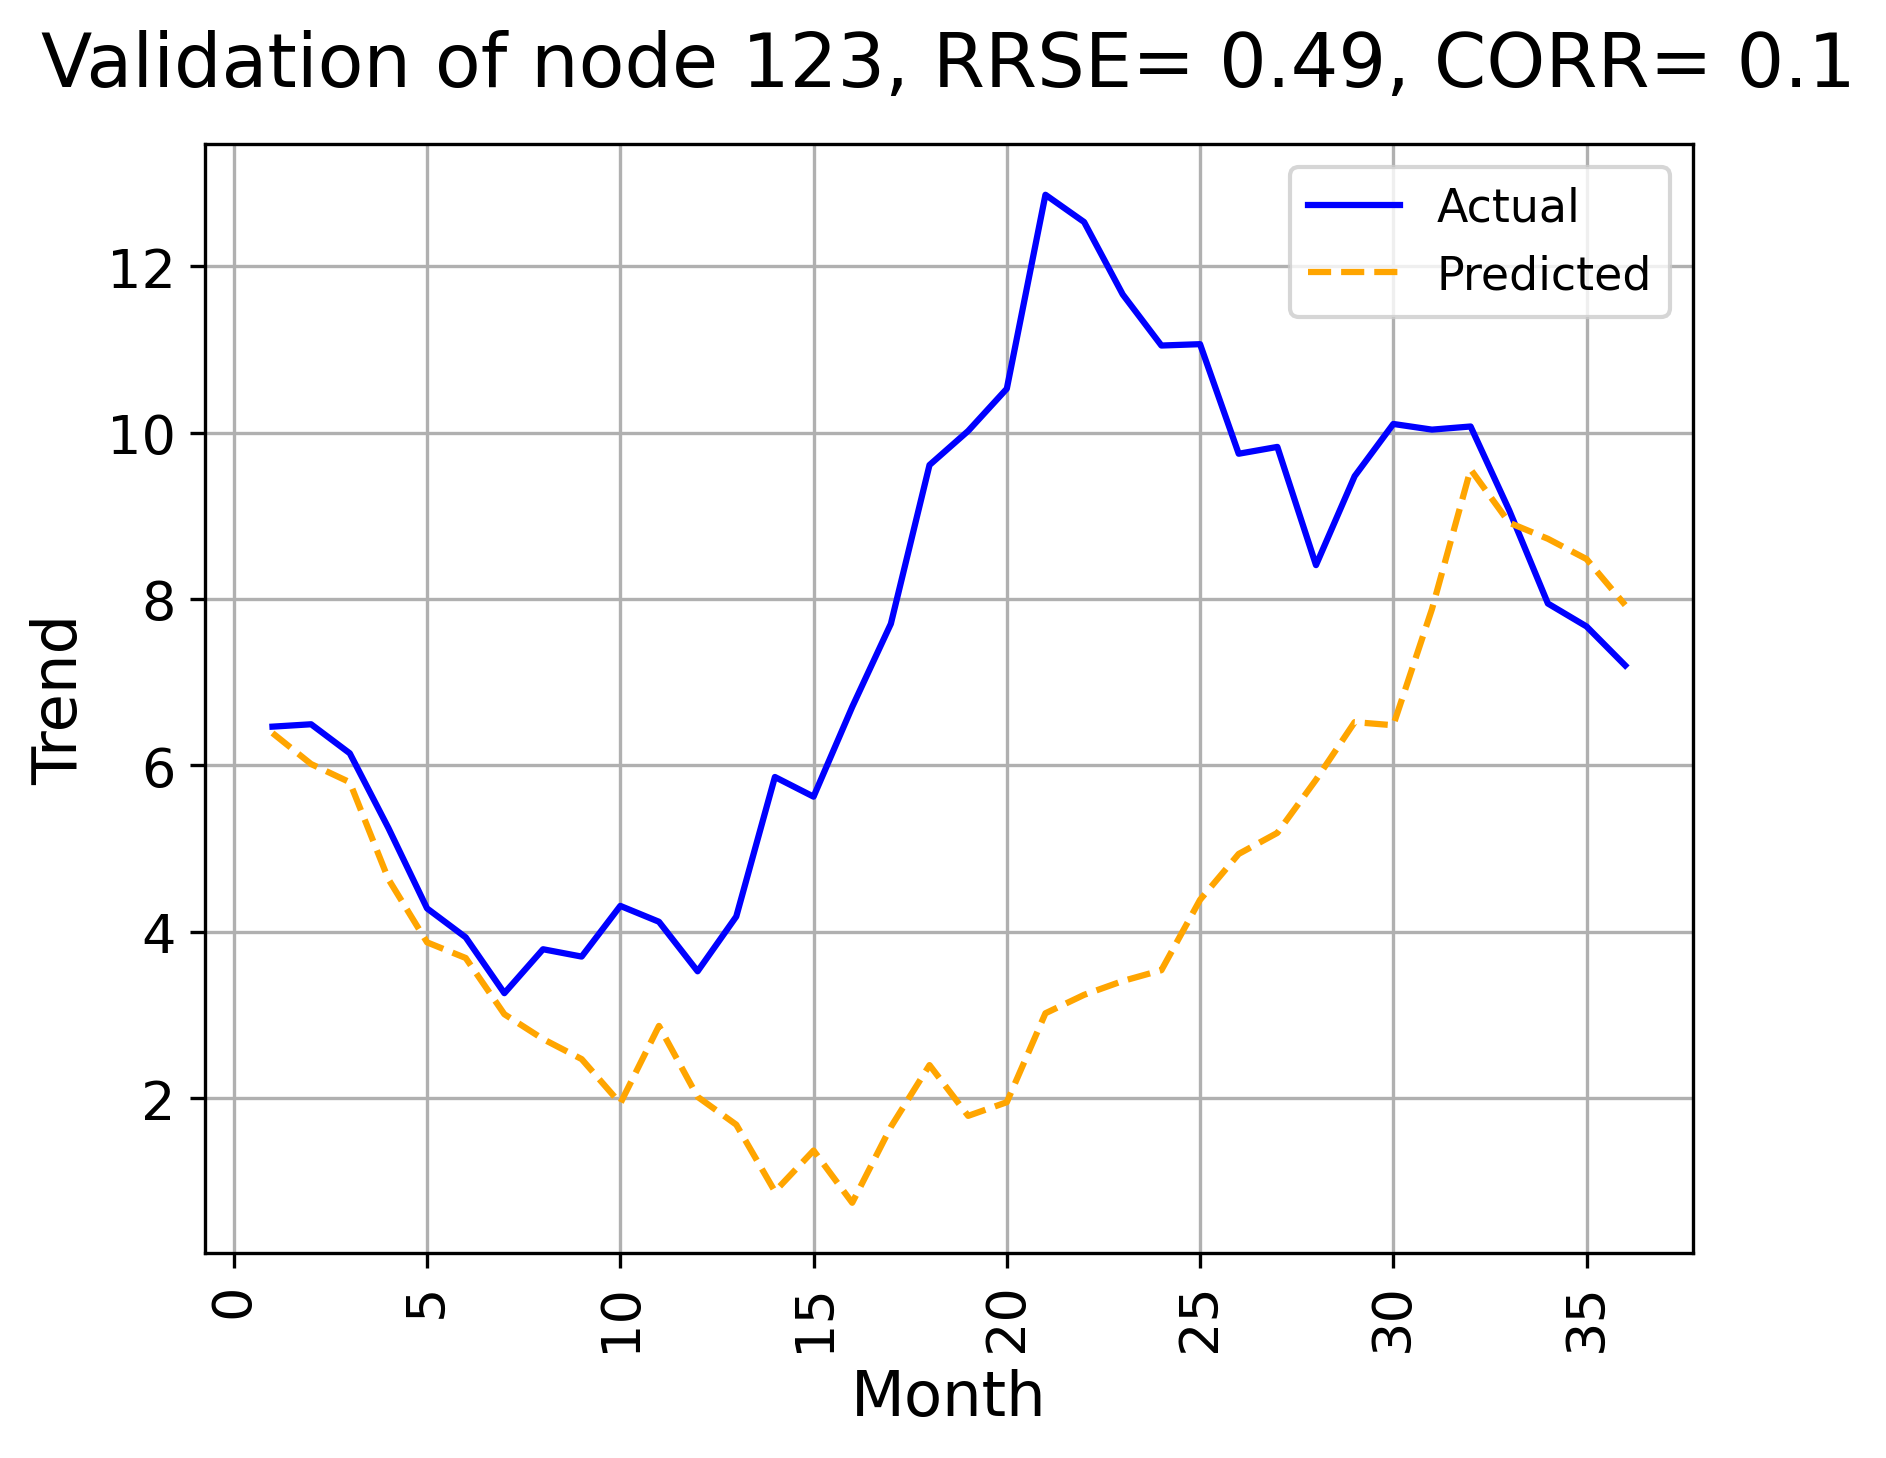 Validation of node 123, RRSE= 0.49, CORR= 0.1
Actual
Predicted
12
10
8
6
4
2
Trend
0
5
10
15
20
25
30
35
Month